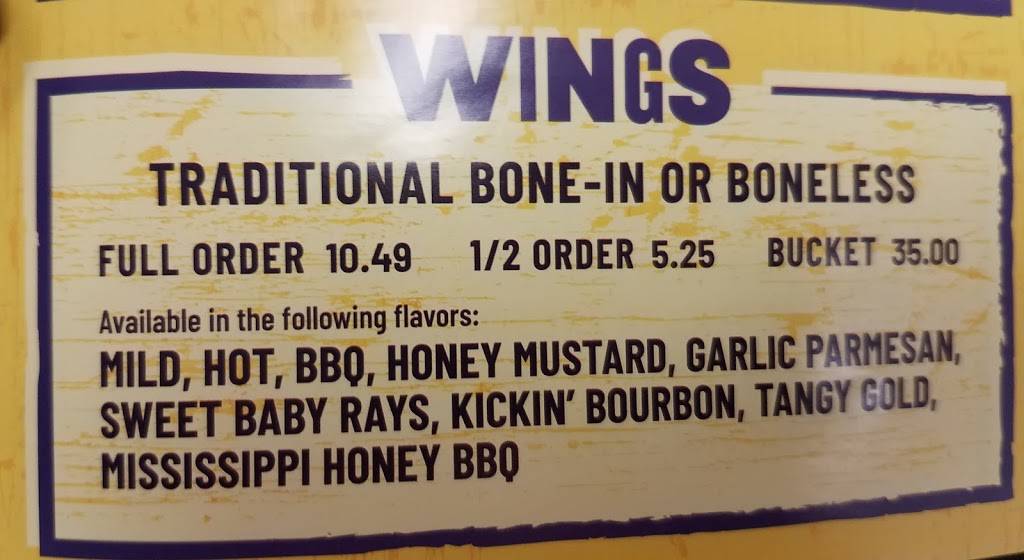 WINGS
TRADITIONAL BONE-IN OR BONELESS
FULL ORDER 10.49 1/2 ORDER 5.25 BUCKET 35.00
Available in the following flavors:
MILD, HOT, BBQ, HONEY MUSTARD, GARLIC PARMESAN,
SWEET BABY RAYS, KICKIN' BOURBON, TANGY GOLD,
MISSISSIPPI HONEY BBQ